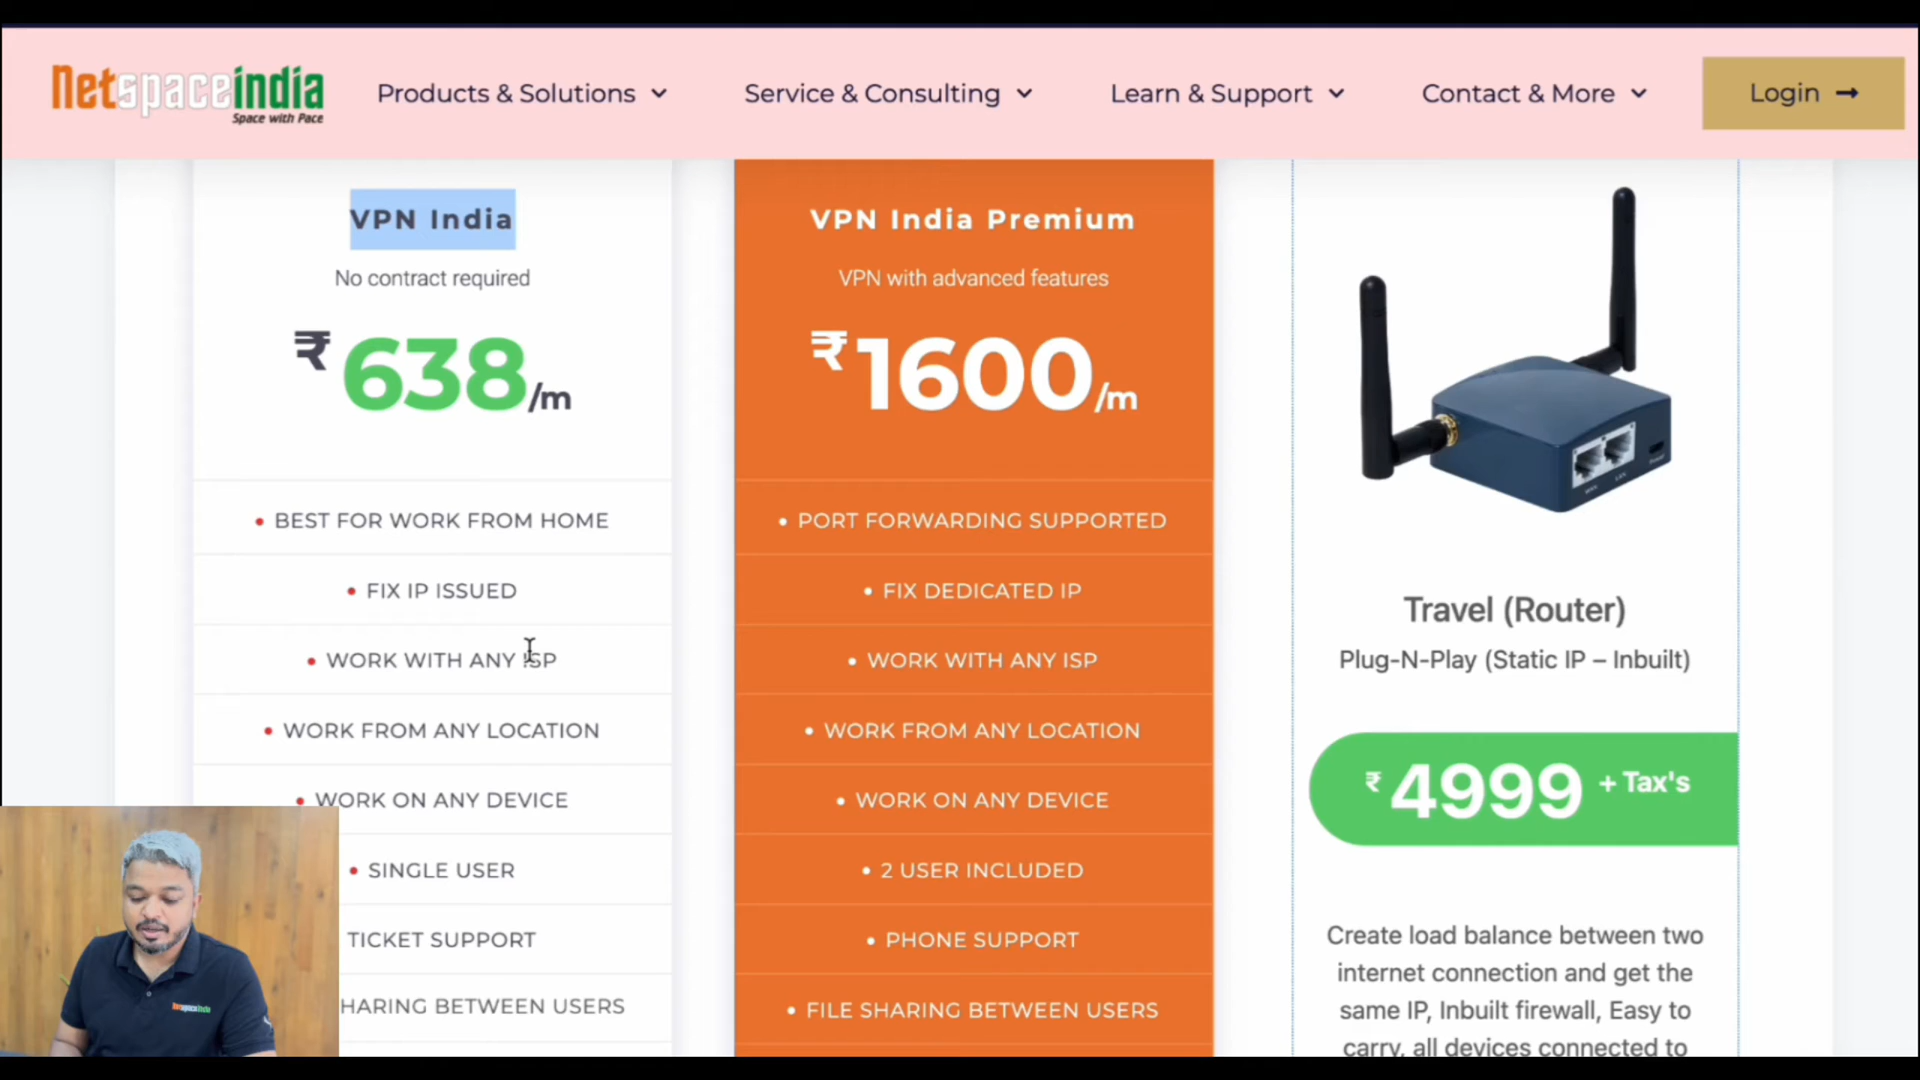 Netspaceindia
Space with Pace
Products & Solutions
Service & Consulting
Learn & Support
Contact & More
Login →
VPN India
No contract required
₹638/m
• BEST FOR WORK FROM HOME
• FIX IP ISSUED
• WORK WITH ANY ISP
• WORK FROM ANY LOCATION
• WORK ON ANY DEVICE
• SINGLE USER
TICKET SUPPORT
HARING BETWEEN USERS
VPN India Premium
VPN with advanced features
₹1600/m
• PORT FORWARDING SUPPORTED
• FIX DEDICATED IP
• WORK WITH ANY ISP
• WORK FROM ANY LOCATION
• WORK ON ANY DEVICE
• 2 USER INCLUDED
• PHONE SUPPORT
• FILE SHARING BETWEEN USERS
Travel (Router)
Plug-N-Play (Static IP – Inbuilt)
₹4999 + Tax's
Create load balance between two
internet connection and get the
same IP, Inbuilt firewall, Easy to
carry, all devices connected to
Netspaceindia